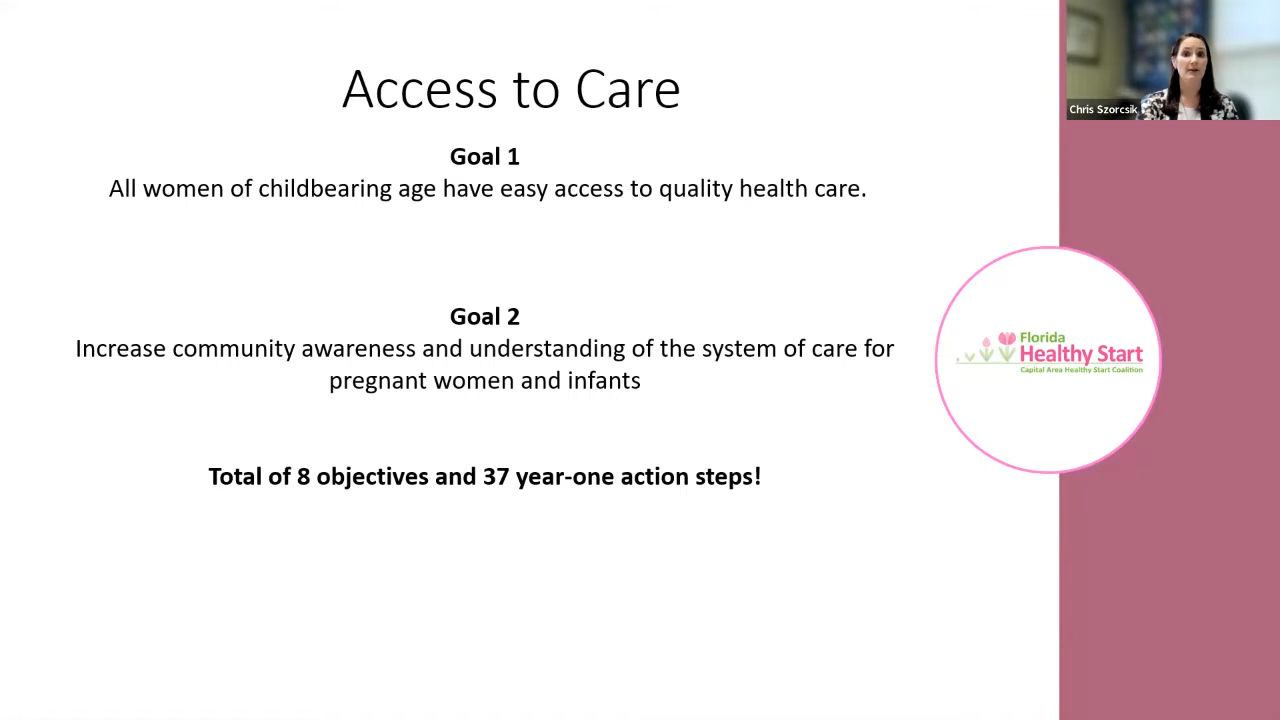 Access to Care
Goal 1
All women of childbearing age have easy access to quality health care.
Goal 2
Increase community awareness and understanding of the system of care for
pregnant women and infants
Total of 8 objectives and 37 year-one action steps!
Chris Szorcsik
Florida
Healthy Start
Capital Area Healthy Start Coalition